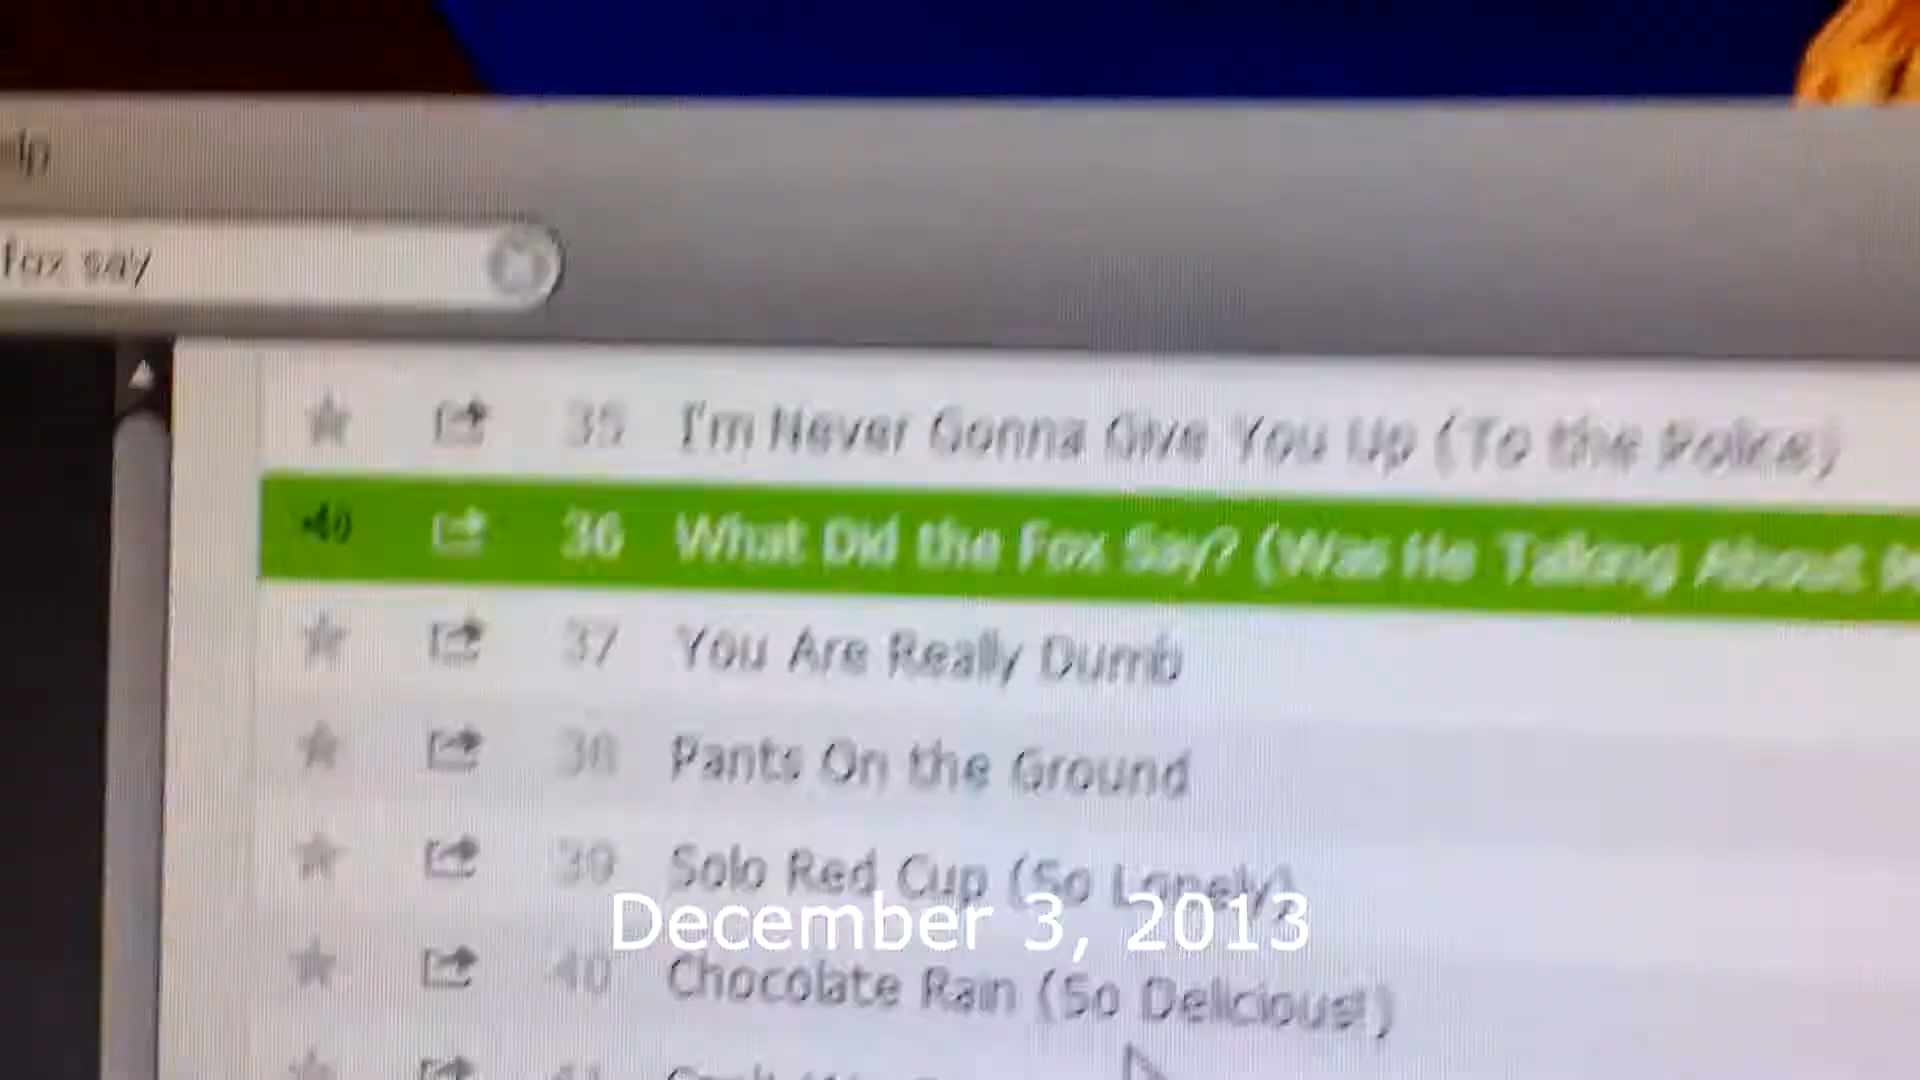 elp
fox say
35 I'm Never Gonna Give You Up (To the Police)
36 What Did the Fox Say? (Was He Talking About
37 You Are Really Dumb
38 Pants On the Ground
39 Solo Red Cup (So Lonely)
December 3, 2013
40 Chocolate Rain (So Delicious!)
41